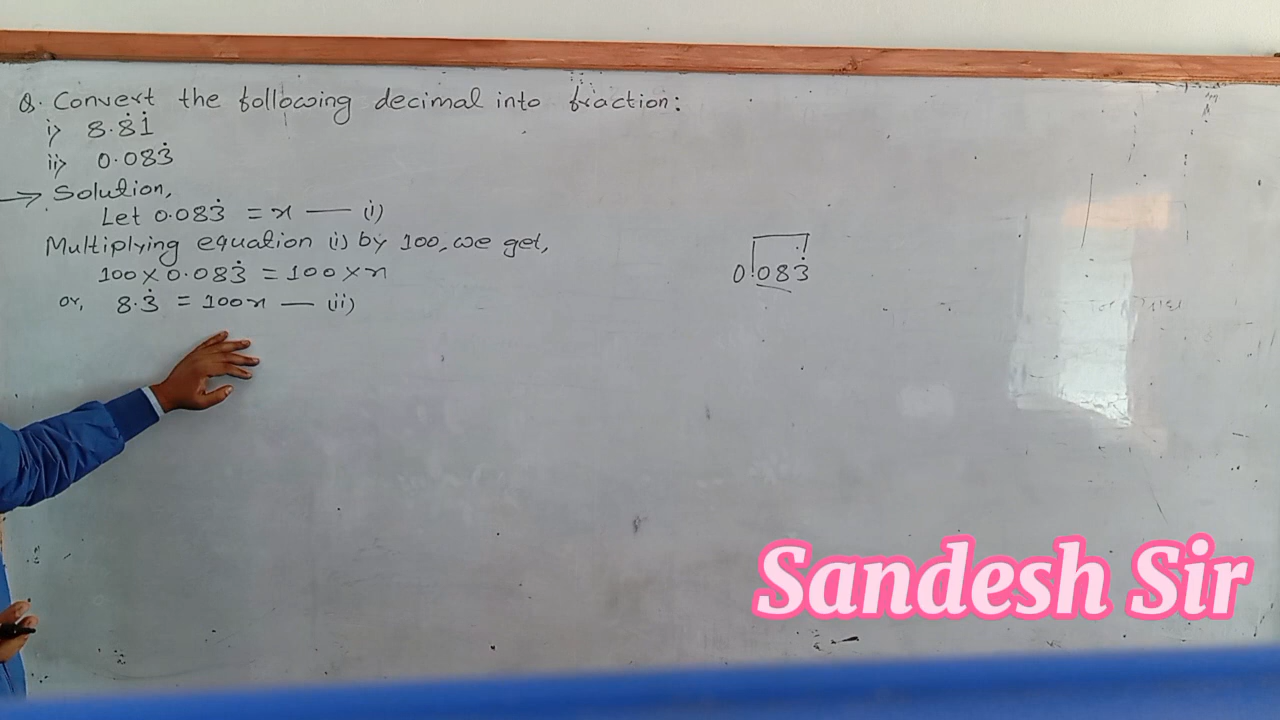 Q. Convert the following decimal into fraction:
i> 8.8̇1̇
ii> 0.083̇
→ Solution,
Let 0.083̇ = x — (i)
Multiplying equation (i) by 100, we get,
100 × 0.083̇ = 100 × x
or, 8.3̇ = 100x — (ii)
0.083̇
Sandesh Sir